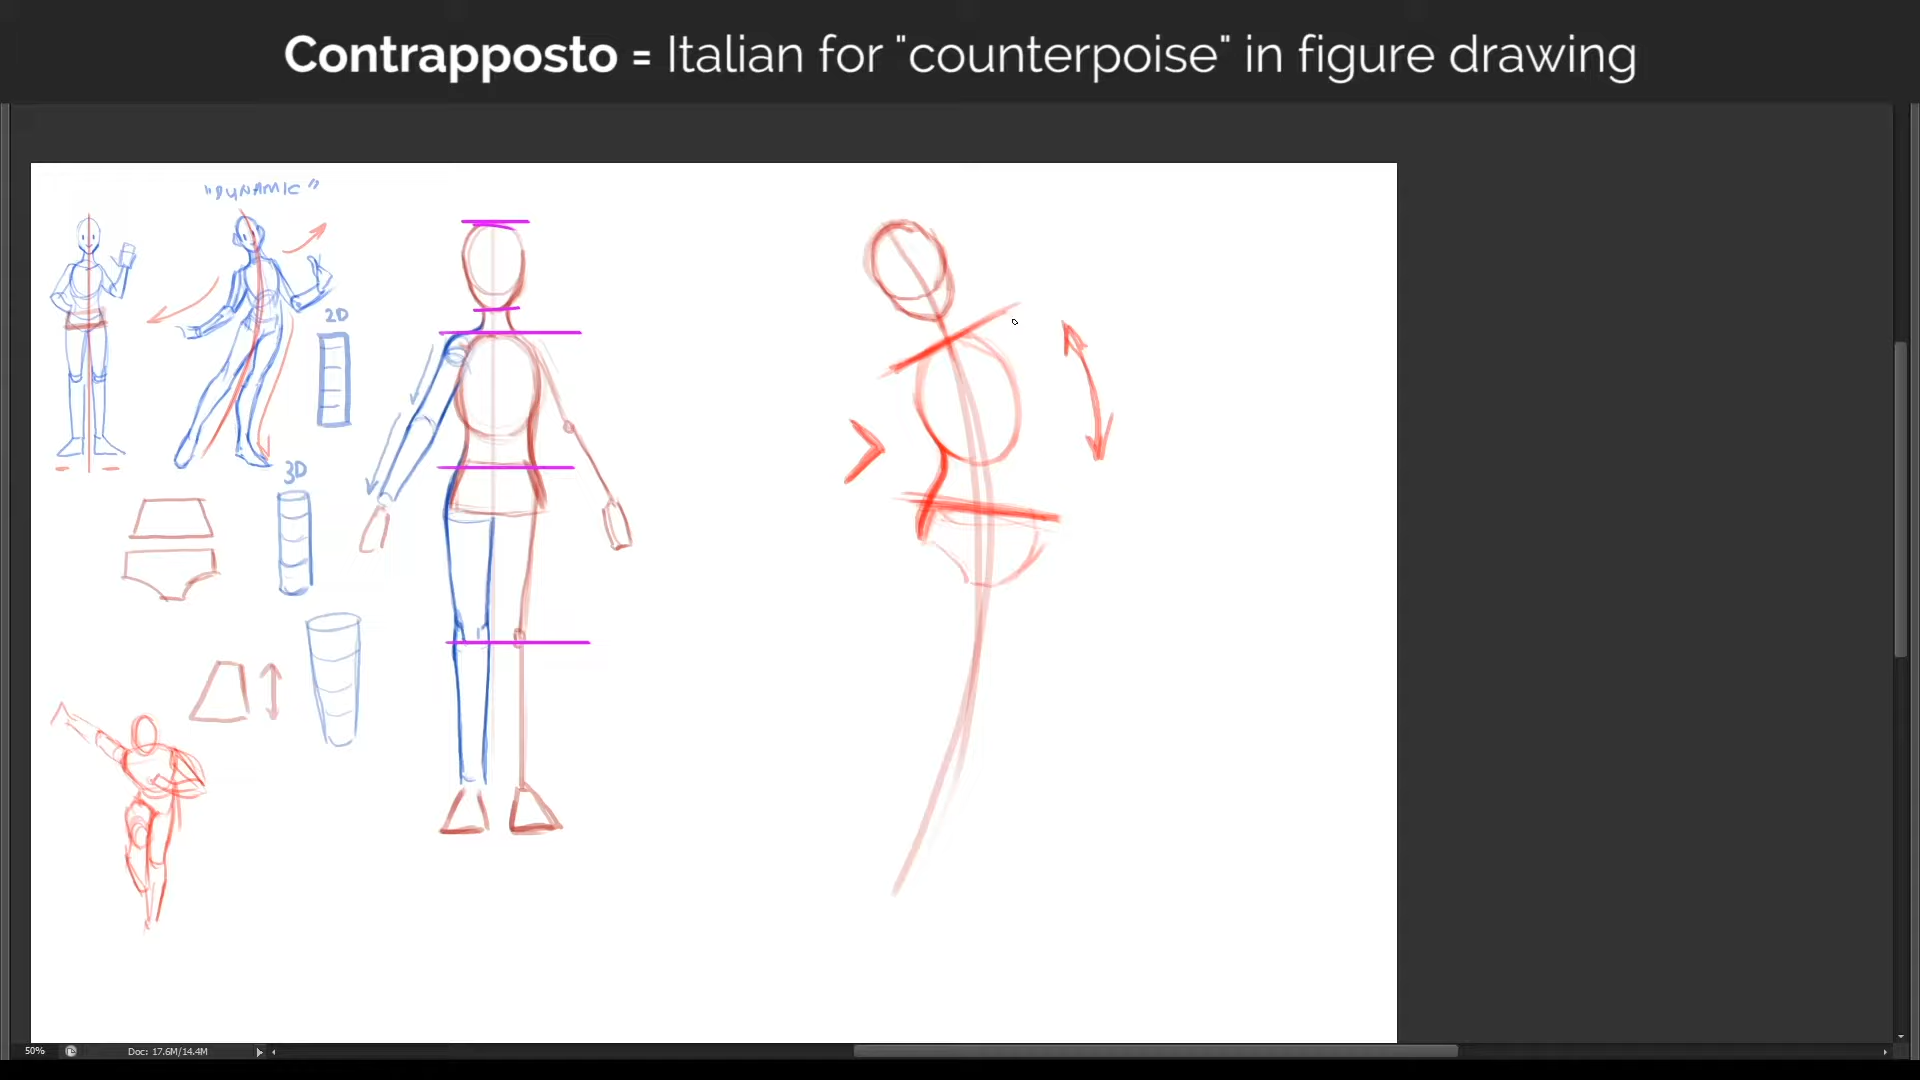 Contrapposto = Italian for "counterpoise" in figure drawing
"DYNAMIC"
2D
3D
50%
Doc: 17.6M/14.4M